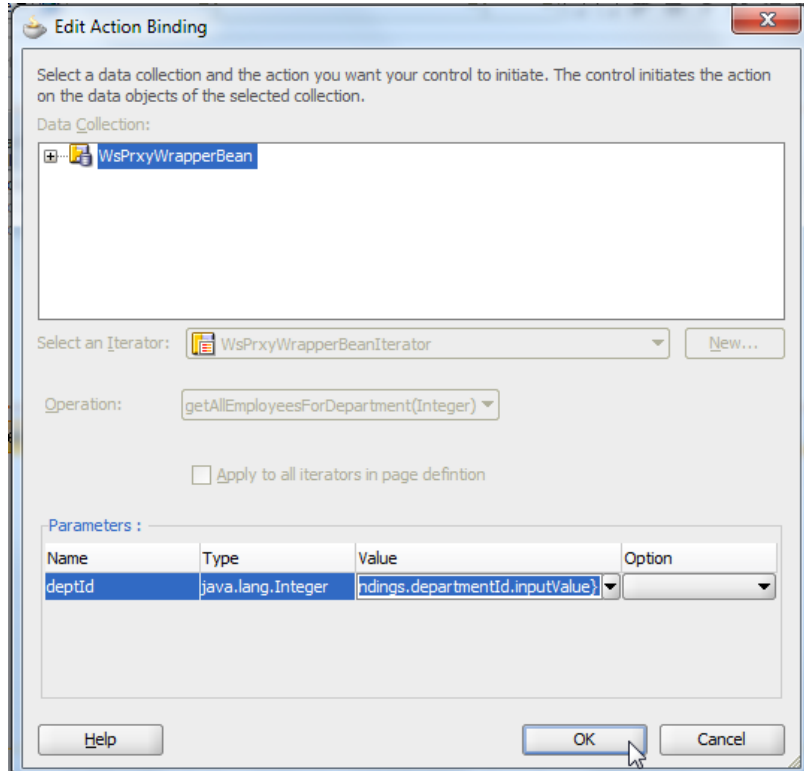 Edit Action Binding
Select a data collection and the action you want your control to initiate. The control initiates the action
on the data objects of the selected collection.
Data Collection:
WsPrxyWrapperBean
Select an Iterator: WsPrxyWrapperBeanIterator New...
Operation: getAllEmployeesForDepartment(Integer)
Apply to all iterators in page defintion
Parameters :
Name Type Value Option
deptId java.lang.Integer ndings.departmentId.inputValue}
Help OK Cancel